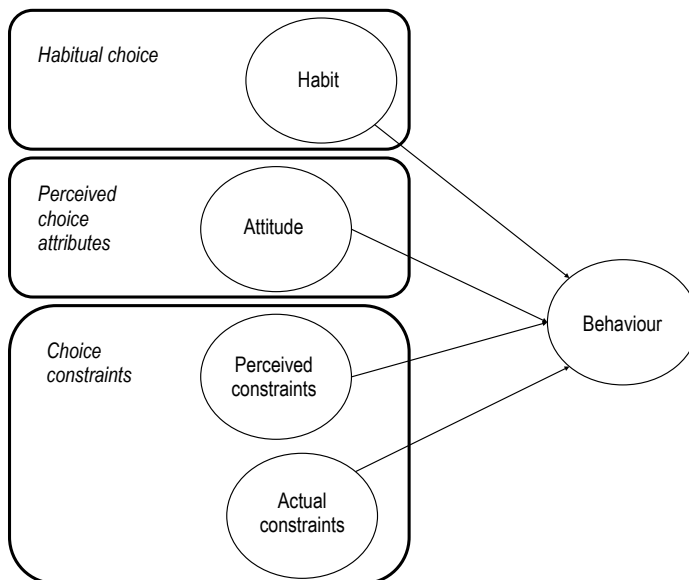 Habitual choice
Habit
Perceived
choice
attributes
Attitude
Behaviour
Choice
constraints
Perceived
constraints
Actual
constraints